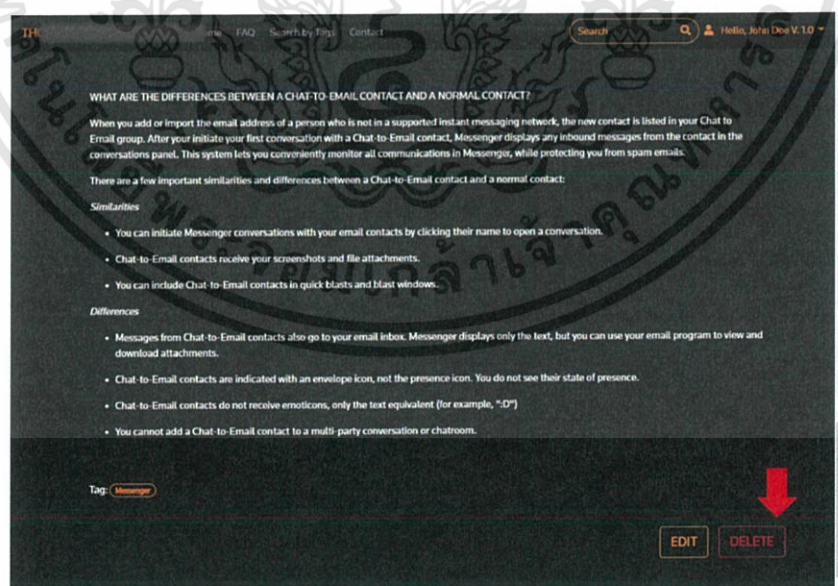 FAQ Search by Tags Contact Search Hello, John Doe V. 1.0
WHAT ARE THE DIFFERENCES BETWEEN A CHAT-TO-EMAIL CONTACT AND A NORMAL CONTACT?
When you add or import the email address of a person who is not in a supported instant messaging network, the new contact is listed in your Chat to
Email group. After your initiate your first conversation with a Chat-to-Email contact, Messenger displays any inbound messages from the contact in the
conversations panel. This system lets you conveniently monitor all communications in Messenger, while protecting you from spam emails.
There are a few important similarities and differences between a Chat-to-Email contact and a normal contact:
Similarities
• You can initiate Messenger conversations with your email contacts by clicking their name to open a conversation.
• Chat-to-Email contacts receive your screenshots and file attachments.
• You can include Chat-to-Email contacts in quick blasts and blast windows.
Differences
• Messages from Chat-to-Email contacts also go to your email inbox. Messenger displays only the text, but you can use your email program to view and
download attachments.
• Chat-to-Email contacts are indicated with an envelope icon, not the presence icon. You do not see their state of presence.
• Chat-to-Email contacts do not receive emoticons, only the text equivalent (for example, ":D")
• You cannot add a Chat-to-Email contact to a multi-party conversation or chatroom.
Tag: Messenger
EDIT DELETE